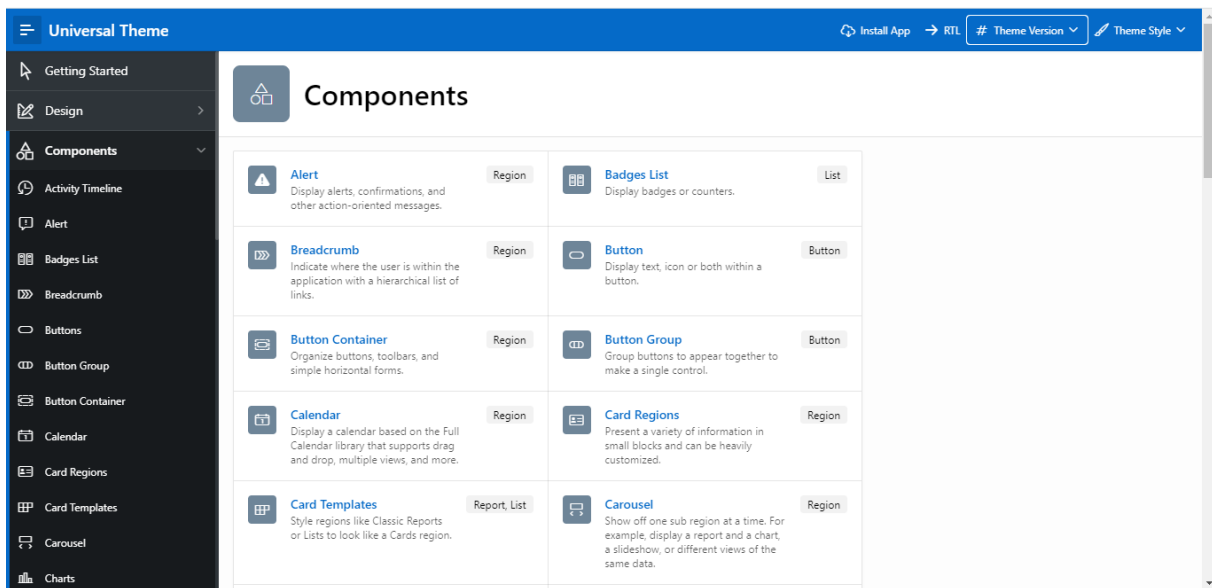 Universal Theme
Install App
RTL
# Theme Version
Theme Style
Getting Started
Design
Components
Activity Timeline
Alert
Badges List
Breadcrumb
Buttons
Button Group
Button Container
Calendar
Card Regions
Card Templates
Carousel
Charts
Components
Alert
Region
Display alerts, confirmations, and
other action-oriented messages.
Badges List
List
Display badges or counters.
Breadcrumb
Region
Indicate where the user is within the
application with a hierarchical list of
links.
Button
Button
Display text, icon or both within a
button.
Button Container
Region
Organize buttons, toolbars, and
simple horizontal forms.
Button Group
Button
Group buttons to appear together to
make a single control.
Calendar
Region
Display a calendar based on the Full
Calendar library that supports drag
and drop, multiple views, and more.
Card Regions
Region
Present a variety of information in
small blocks and can be heavily
customized.
Card Templates
Report, List
Style regions like Classic Reports
or Lists to look like a Cards region.
Carousel
Region
Show off one sub region at a time. For
example, display a report and a chart,
a slideshow, or different views of the
same data.